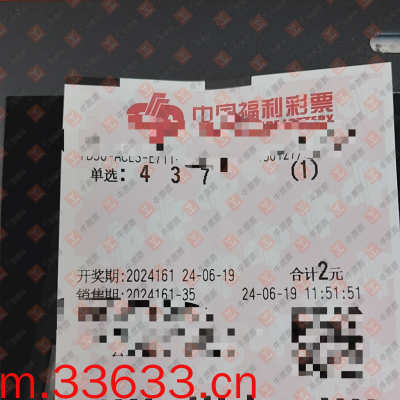 中国福利彩票
单选: 4 3 7 (1)
开奖期:2024161 24-06-19 合计2元
销售期:2024161-35 24-06-19 11:51:51
m.33633.cn